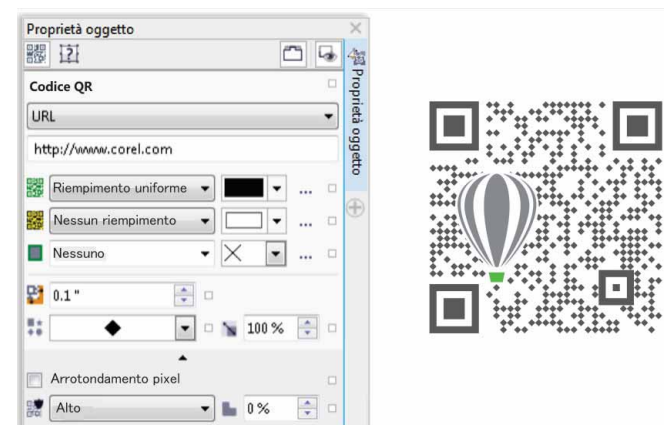 Proprietà oggetto
Codice QR
URL
http://www.corel.com
Riempimento uniforme
Nessun riempimento
Nessuno
0.1 "
100 %
Arrotondamento pixel
Alto
0 %
Proprietà oggetto